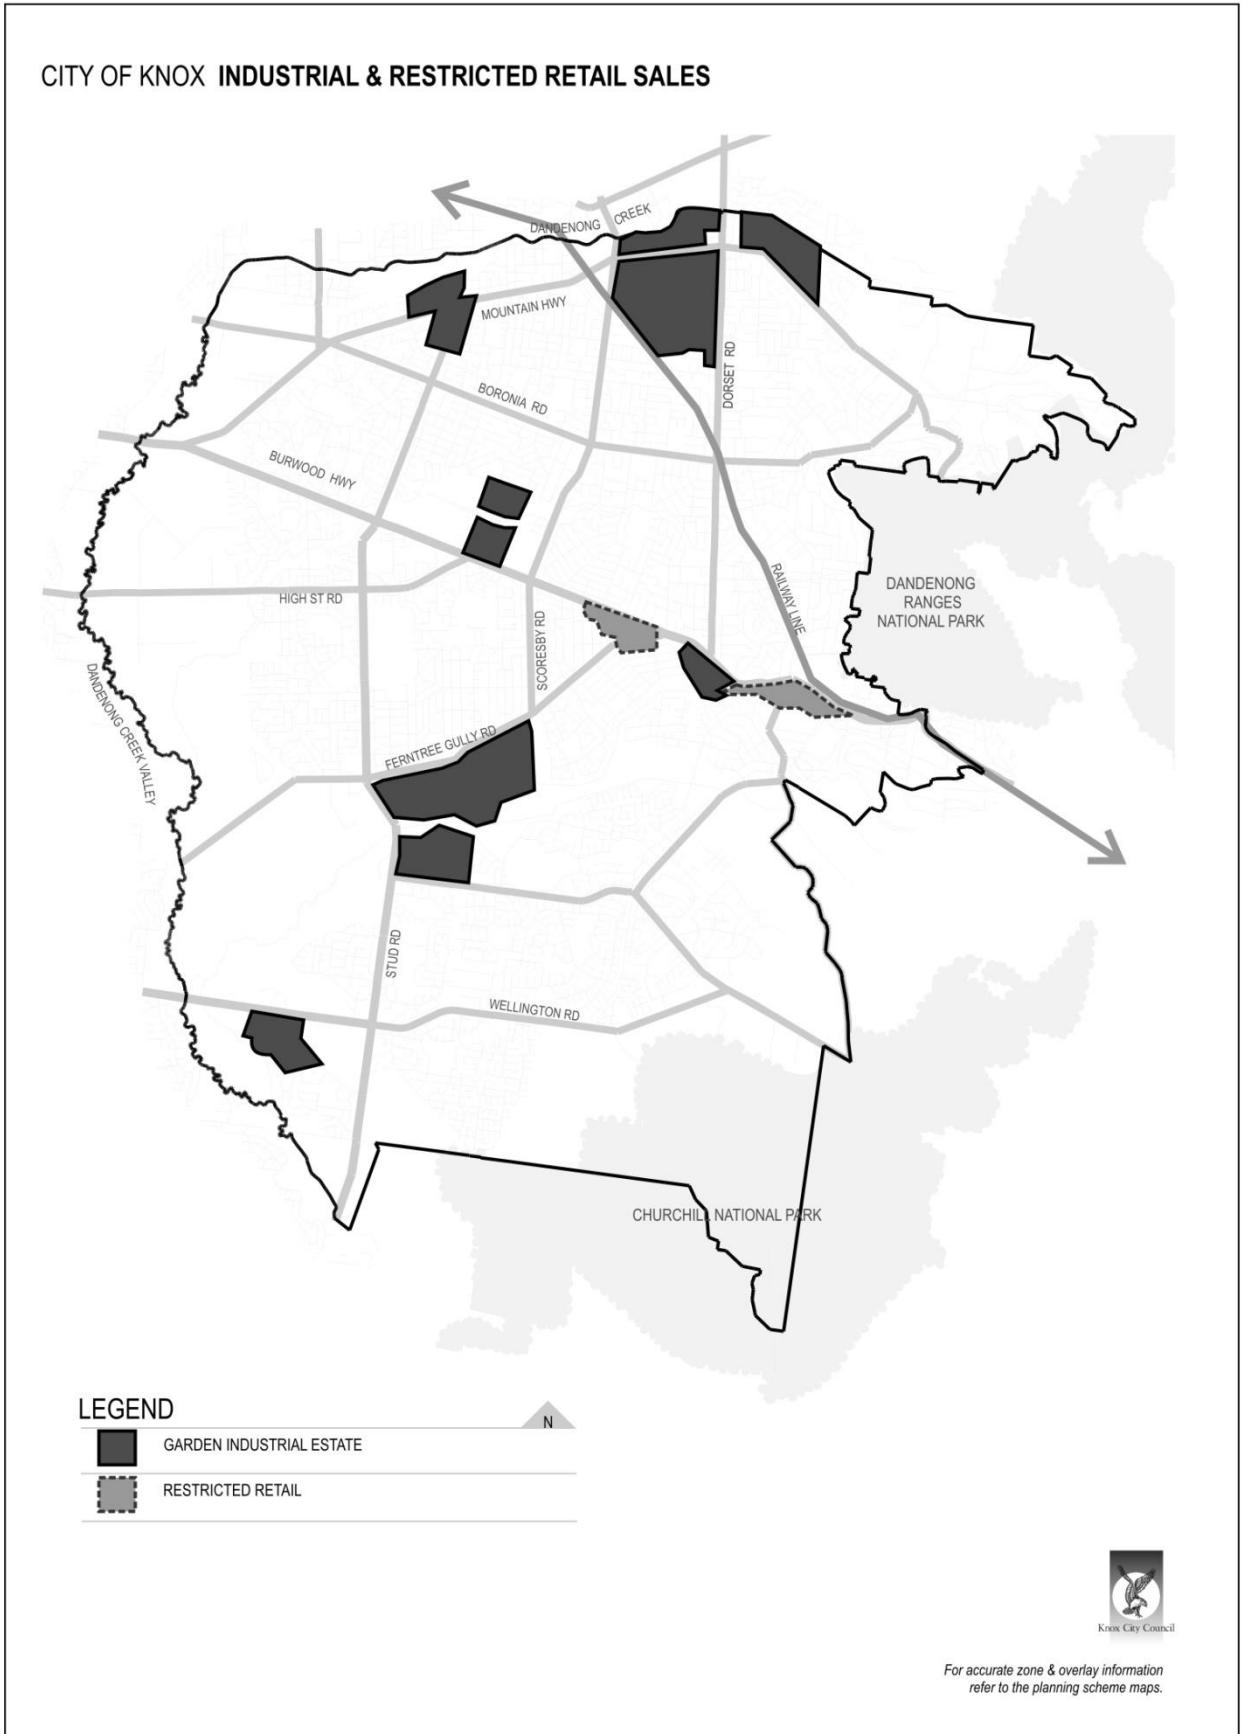 CITY OF KNOX INDUSTRIAL & RESTRICTED RETAIL SALES
DANDENONG CREEK
MOUNTAIN HWY
DORSET RD
BORONIA RD
BURWOOD HWY
RAILWAY LINE
DANDENONG
RANGES
NATIONAL PARK
HIGH ST RD
SCORESBY RD
DANDENONG CREEK VALLEY
FERNTREE GULLY RD
STUD RD
WELLINGTON RD
CHURCHILL NATIONAL PARK
LEGEND
N
GARDEN INDUSTRIAL ESTATE
RESTRICTED RETAIL
Knox City Council
For accurate zone & overlay information
refer to the planning scheme maps.